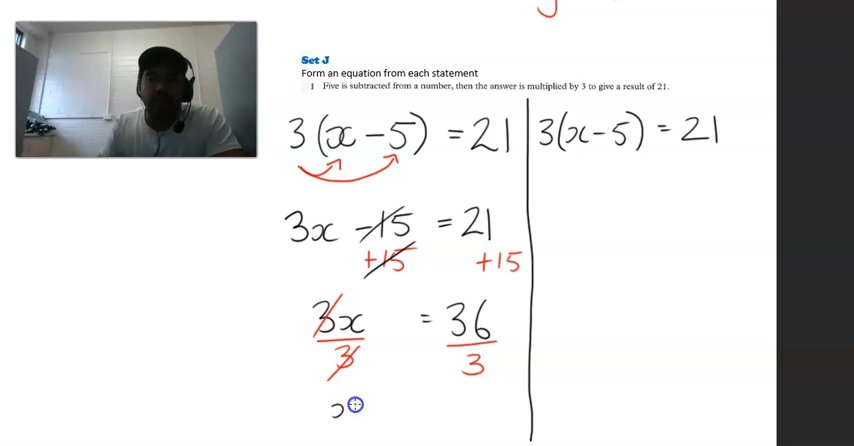 Set J
Form an equation from each statement
1 Five is subtracted from a number, then the answer is multiplied by 3 to give a result of 21.
3(x - 5) = 21
3x - 15 = 21
+15 +15
3x = 36
3 3
3(x - 5) = 21